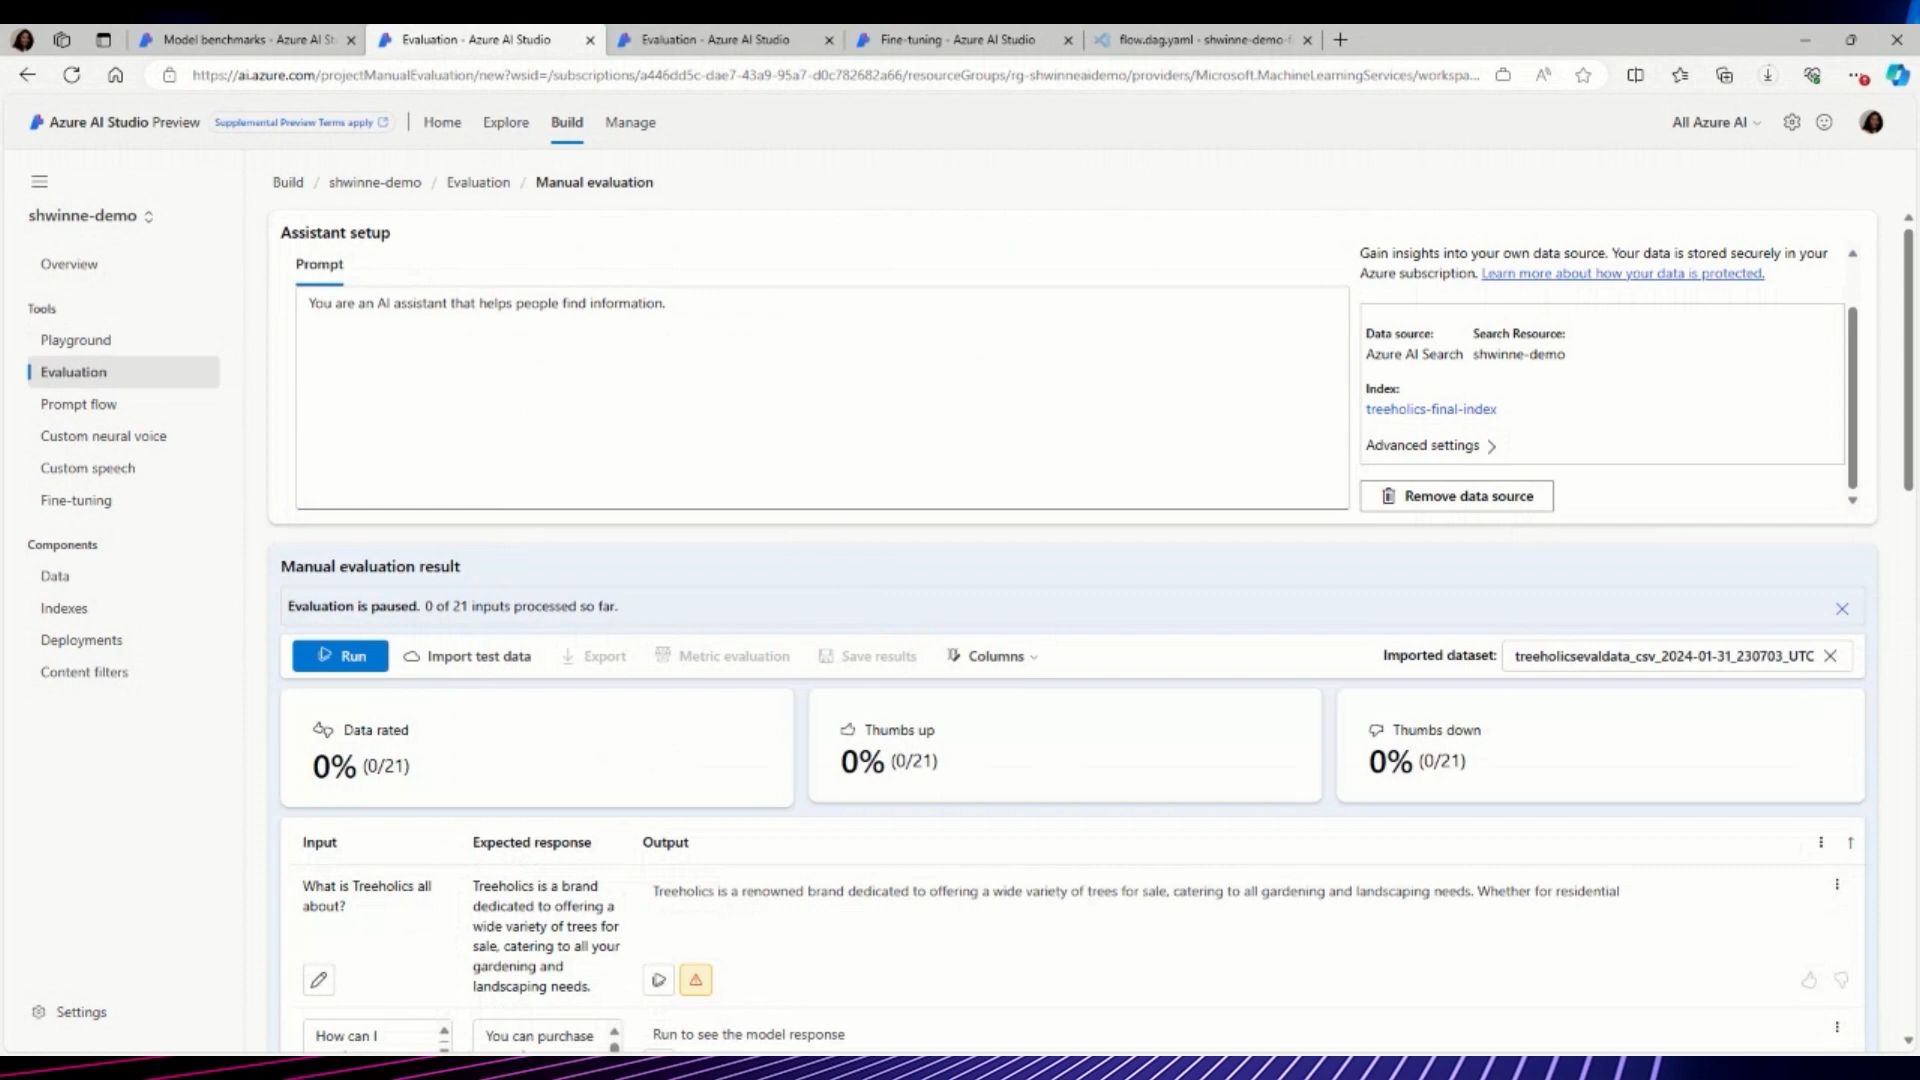 Model benchmarks - Azure AI St
Evaluation - Azure AI Studio
Evaluation - Azure AI Studio
Fine-tuning - Azure AI Studio
flow.dag.yaml - shwinne-demo-f
https://ai.azure.com/projectManualEvaluation/new?wsid=/subscriptions/a446dd5c-dae7-43a9-95a7-d0c782682a66/resourceGroups/rg-shwinneaidemo/providers/Microsoft.MachineLearningServices/workspa...
Azure AI Studio Preview
Supplemental Preview Terms apply
Home
Explore
Build
Manage
All Azure AI
Build / shwinne-demo / Evaluation / Manual evaluation
shwinne-demo
Overview
Tools
Playground
Evaluation
Prompt flow
Custom neural voice
Custom speech
Fine-tuning
Components
Data
Indexes
Deployments
Content filters
Settings
Assistant setup
Prompt
You are an AI assistant that helps people find information.
Gain insights into your own data source. Your data is stored securely in your
Azure subscription. Learn more about how your data is protected.
Data source: Search Resource:
Azure AI Search shwinne-demo
Index:
treeholics-final-index
Advanced settings
Remove data source
Manual evaluation result
Evaluation is paused. 0 of 21 inputs processed so far.
Run
Import test data
Export
Metric evaluation
Save results
Columns
Imported dataset: treeholicsevaldata_csv_2024-01-31_230703_UTC
Data rated
0% (0/21)
Thumbs up
0% (0/21)
Thumbs down
0% (0/21)
Input
Expected response
Output
What is Treeholics all
about?
Treeholics is a brand
dedicated to offering a
wide variety of trees for
sale, catering to all your
gardening and
landscaping needs.
Treeholics is a renowned brand dedicated to offering a wide variety of trees for sale, catering to all gardening and landscaping needs. Whether for residential
How can I
You can purchase
Run to see the model response